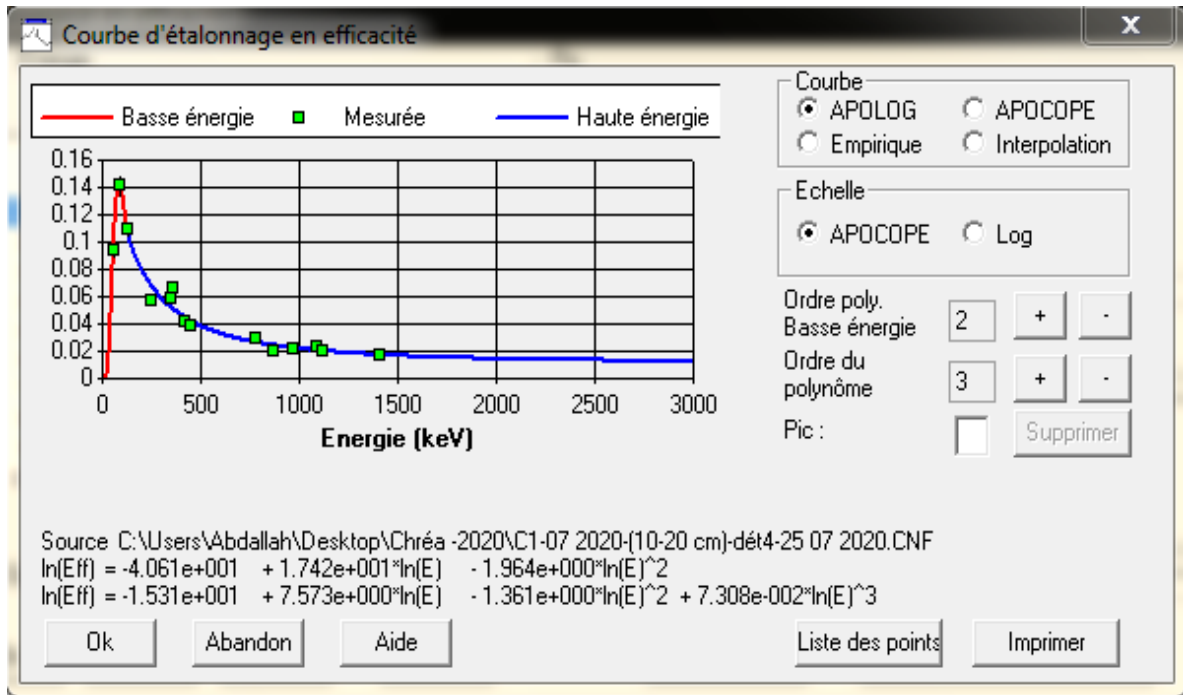 Courbe d'étalonnage en efficacité
X
Basse énergie Mesurée Haute énergie
0.16
0.14
0.12
0.1
0.08
0.06
0.04
0.02
0
0 500 1000 1500 2000 2500 3000
Energie (keV)
Courbe
APOLOG APOCOPE
Empirique Interpolation
Echelle
APOCOPE Log
Ordre poly.
Basse énergie 2 + -
Ordre du
polynôme 3 + -
Pic : Supprimer
Source C:\Users\Abdallah\Desktop\Chréa -2020\C1-07 2020-(10-20 cm)-dét4-25 07 2020.CNF
ln(Eff) = -4.061e+001 + 1.742e+001*ln(E) - 1.964e+000*ln(E)^2
ln(Eff) = -1.531e+001 + 7.573e+000*ln(E) - 1.361e+000*ln(E)^2 + 7.308e-002*ln(E)^3
Ok Abandon Aide Liste des points Imprimer